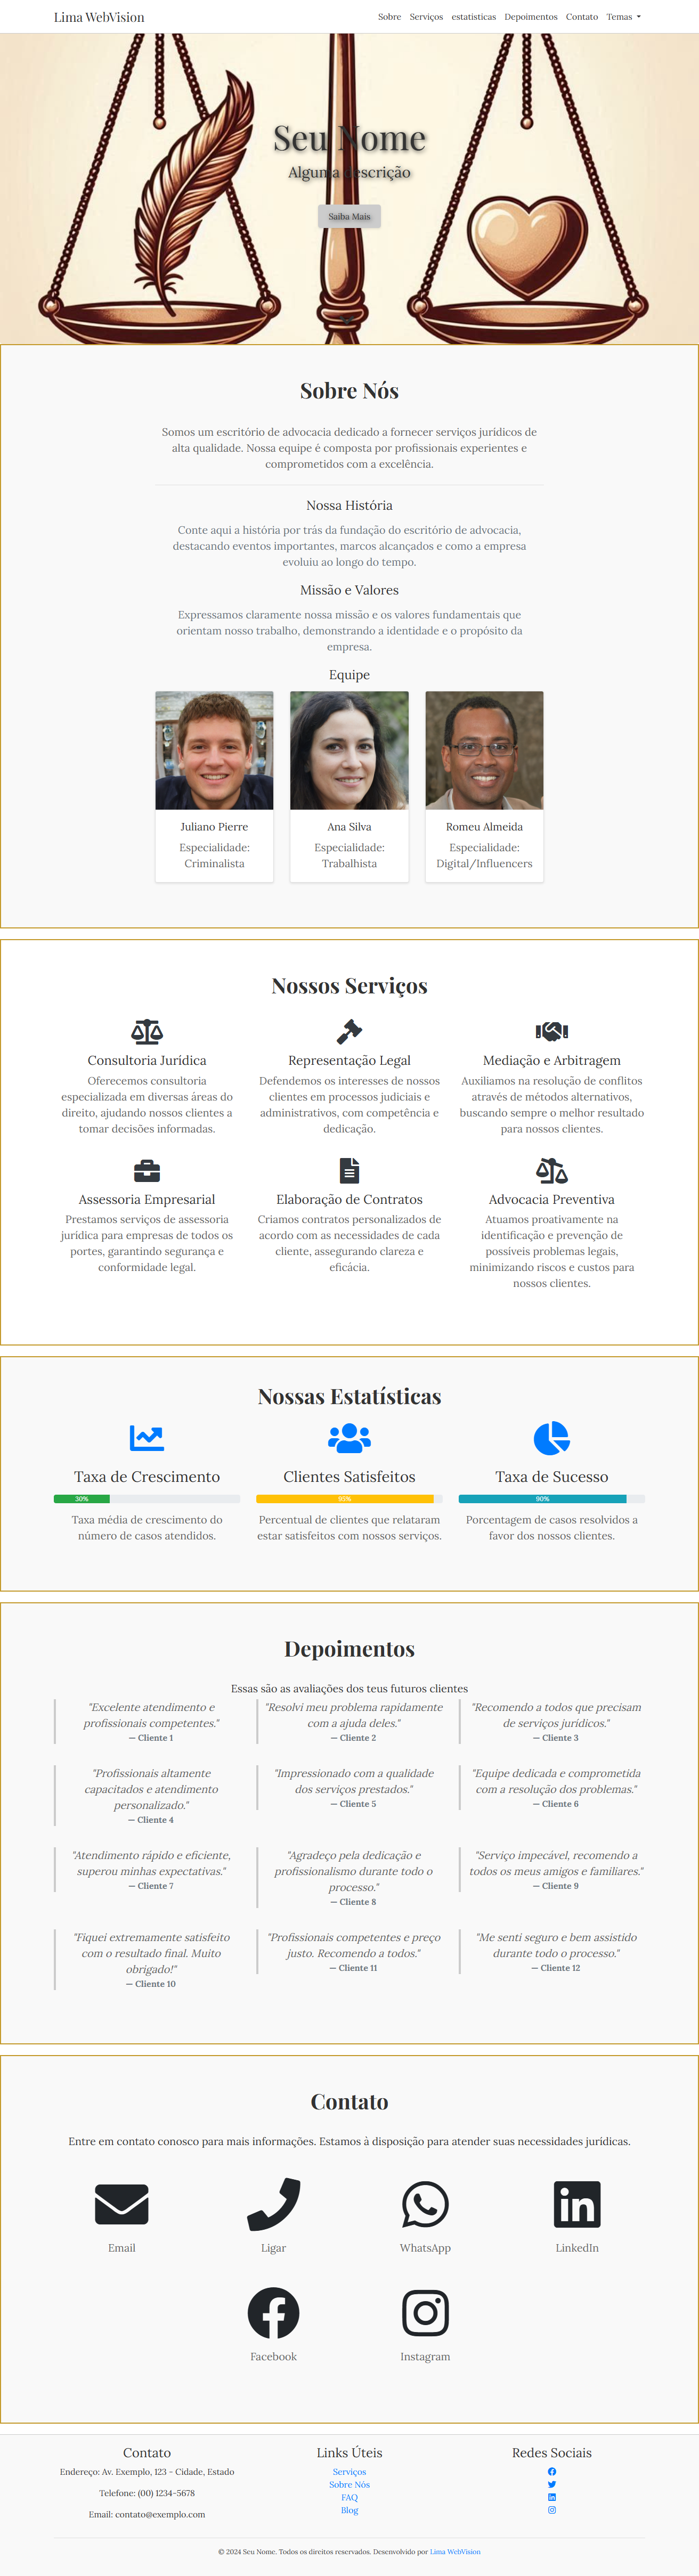 Lima WebVision
Sobre Serviços estatisticas Depoimentos Contato Temas
Seu Nome
Alguma descrição
Saiba Mais
Sobre Nós
Somos um escritório de advocacia dedicado a fornecer serviços jurídicos de
alta qualidade. Nossa equipe é composta por profissionais experientes e
comprometidos com a excelência.
Nossa História
Conte aqui a história por trás da fundação do escritório de advocacia,
destacando eventos importantes, marcos alcançados e como a empresa
evoluiu ao longo do tempo.
Missão e Valores
Expressamos claramente nossa missão e os valores fundamentais que
orientam nosso trabalho, demonstrando a identidade e o propósito da
empresa.
Equipe
Juliano Pierre
Especialidade:
Criminalista
Ana Silva
Especialidade:
Trabalhista
Romeu Almeida
Especialidade:
Digital/Influencers
Nossos Serviços
Consultoria Jurídica
Oferecemos consultoria
especializada em diversas áreas do
direito, ajudando nossos clientes a
tomar decisões informadas.
Representação Legal
Defendemos os interesses de nossos
clientes em processos judiciais e
administrativos, com competência e
dedicação.
Mediação e Arbitragem
Auxiliamos na resolução de conflitos
através de métodos alternativos,
buscando sempre o melhor resultado
para nossos clientes.
Assessoria Empresarial
Prestamos serviços de assessoria
jurídica para empresas de todos os
portes, garantindo segurança e
conformidade legal.
Elaboração de Contratos
Criamos contratos personalizados de
acordo com as necessidades de cada
cliente, assegurando clareza e
eficácia.
Advocacia Preventiva
Atuamos proativamente na
identificação e prevenção de
possíveis problemas legais,
minimizando riscos e custos para
nossos clientes.
Nossas Estatísticas
Taxa de Crescimento
30%
Taxa média de crescimento do
número de casos atendidos.
Clientes Satisfeitos
95%
Percentual de clientes que relataram
estar satisfeitos com nossos serviços.
Taxa de Sucesso
90%
Porcentagem de casos resolvidos a
favor dos nossos clientes.
Depoimentos
Essas são as avaliações dos teus futuros clientes
"Excelente atendimento e
profissionais competentes."
— Cliente 1
"Resolvi meu problema rapidamente
com a ajuda deles."
— Cliente 2
"Recomendo a todos que precisam
de serviços jurídicos."
— Cliente 3
"Profissionais altamente
capacitados e atendimento
personalizado."
— Cliente 4
"Impressionado com a qualidade
dos serviços prestados."
— Cliente 5
"Equipe dedicada e comprometida
com a resolução dos problemas."
— Cliente 6
"Atendimento rápido e eficiente,
superou minhas expectativas."
— Cliente 7
"Agradeço pela dedicação e
profissionalismo durante todo o
processo."
— Cliente 8
"Serviço impecável, recomendo a
todos os meus amigos e familiares."
— Cliente 9
"Fiquei extremamente satisfeito
com o resultado final. Muito
obrigado!"
— Cliente 10
"Profissionais competentes e preço
justo. Recomendo a todos."
— Cliente 11
"Me senti seguro e bem assistido
durante todo o processo."
— Cliente 12
Contato
Entre em contato conosco para mais informações. Estamos à disposição para atender suas necessidades jurídicas.
Email
Ligar
WhatsApp
LinkedIn
Facebook
Instagram
Contato
Endereço: Av. Exemplo, 123 - Cidade, Estado
Telefone: (00) 1234-5678
Email: contato@exemplo.com
Links Úteis
Serviços
Sobre Nós
FAQ
Blog
Redes Sociais
© 2024 Seu Nome. Todos os direitos reservados. Desenvolvido por Lima WebVision